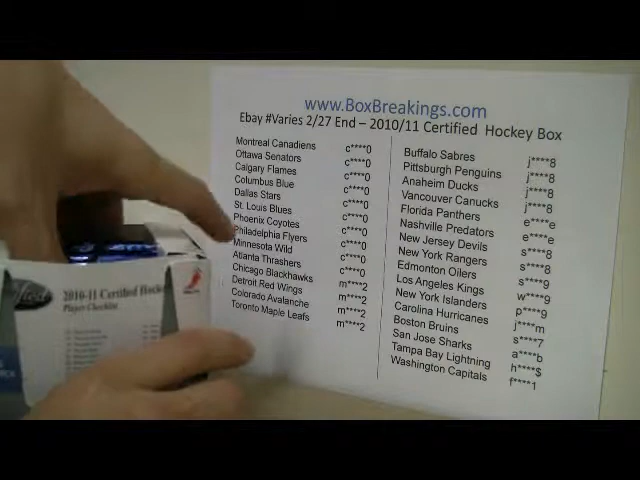 www.BoxBreakings.com
Ebay #Varies 2/27 End – 2010/11 Certified Hockey Box
Montreal Canadiens c****0
Ottawa Senators c****0
Calgary Flames c****0
Columbus Blue c****0
Dallas Stars c****0
St. Louis Blues c****0
Phoenix Coyotes c****0
Philadelphia Flyers c****0
Minnesota Wild c****0
Atlanta Thrashers c****0
Chicago Blackhawks m****2
Detroit Red Wings m****2
Colorado Avalanche m****2
Toronto Maple Leafs m****2
Buffalo Sabres j****8
Pittsburgh Penguins j****8
Anaheim Ducks j****8
Vancouver Canucks j****8
Florida Panthers e****e
Nashville Predators e****e
New Jersey Devils s****8
New York Rangers s****8
Edmonton Oilers s****9
Los Angeles Kings w****9
New York Islanders p****9
Carolina Hurricanes j****m
Boston Bruins s****7
San Jose Sharks a****b
Tampa Bay Lightning h****$
Washington Capitals f****1
2010-11 Certified Hockey
Player Checklist